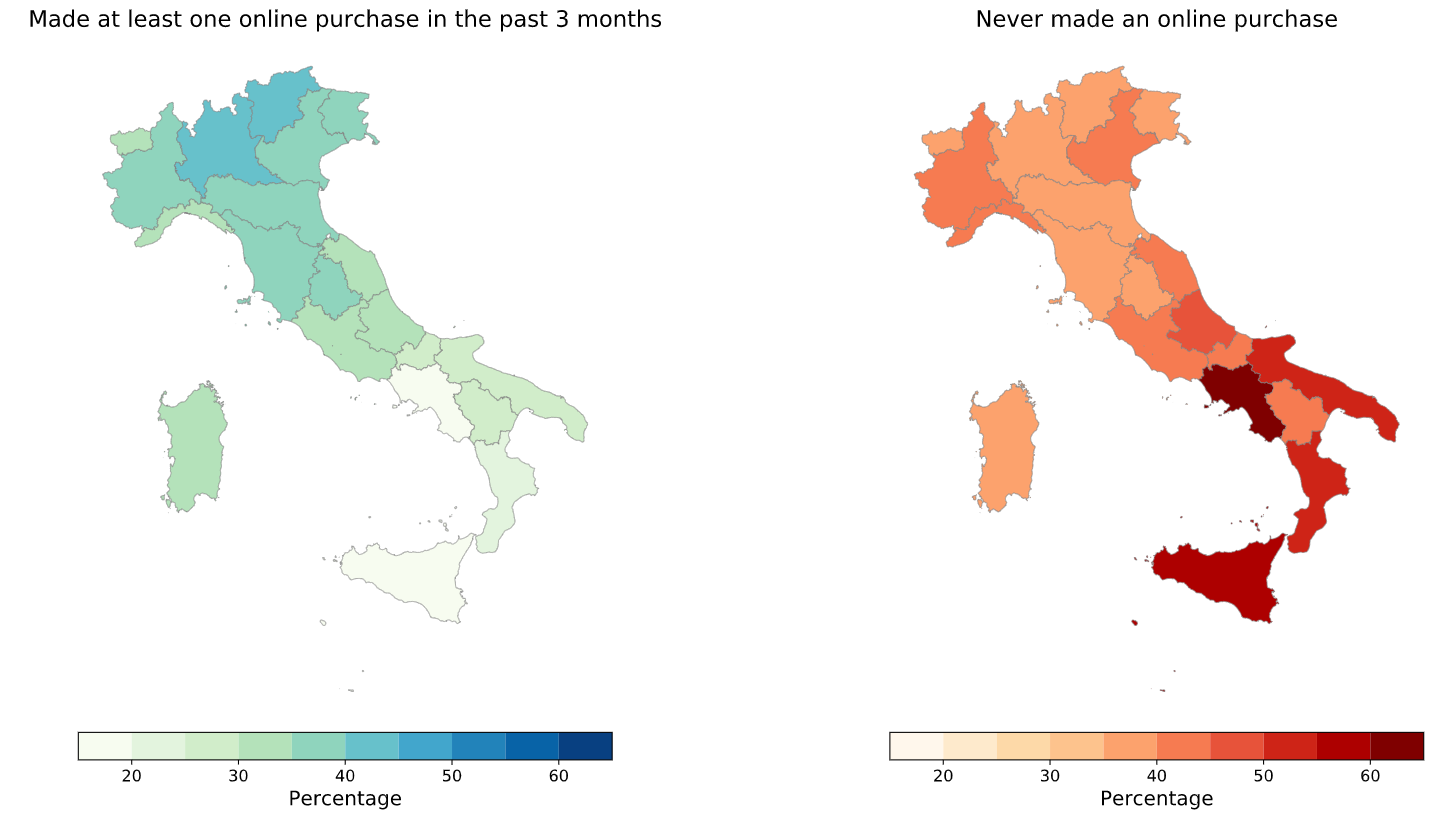 Made at least one online purchase in the past 3 months
Never made an online purchase
20 30 40 50 60
Percentage
20 30 40 50 60
Percentage